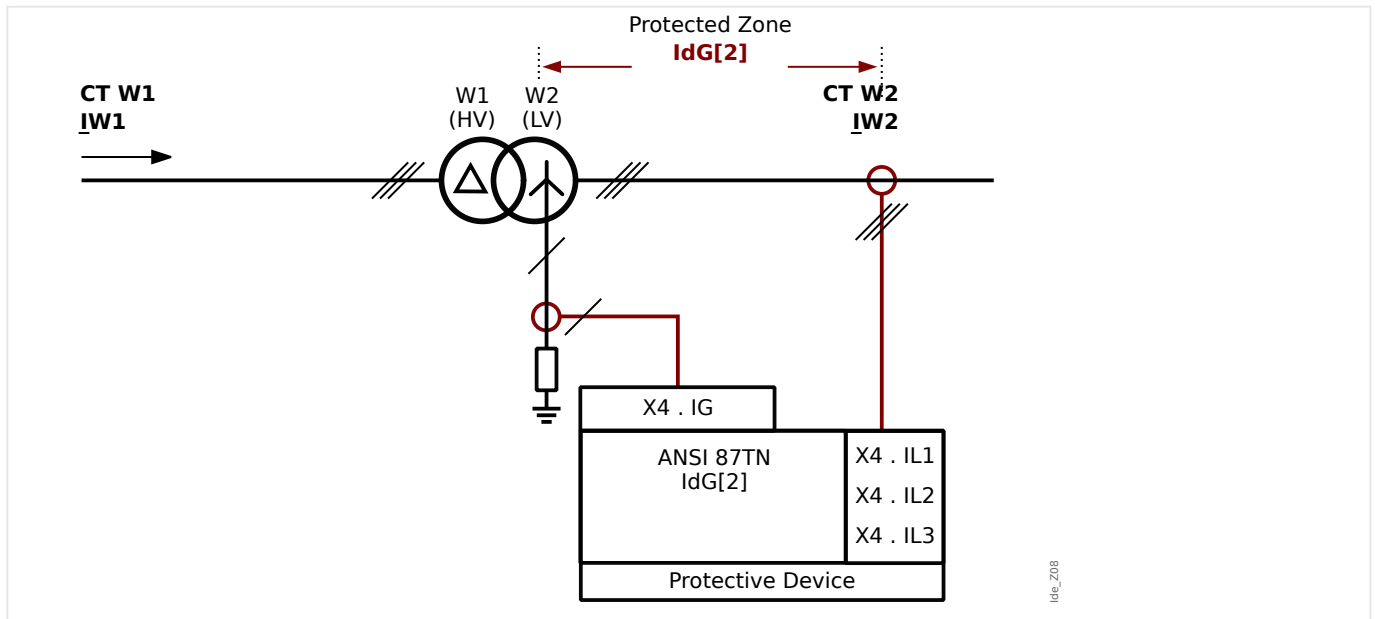 Protected Zone
IdG[2]
CT W1
IW1
W1
(HV)
W2
(LV)
CT W2
IW2
X4 . IG
ANSI 87TN
IdG[2]
X4 . IL1
X4 . IL2
X4 . IL3
Protective Device
Ide_Z08